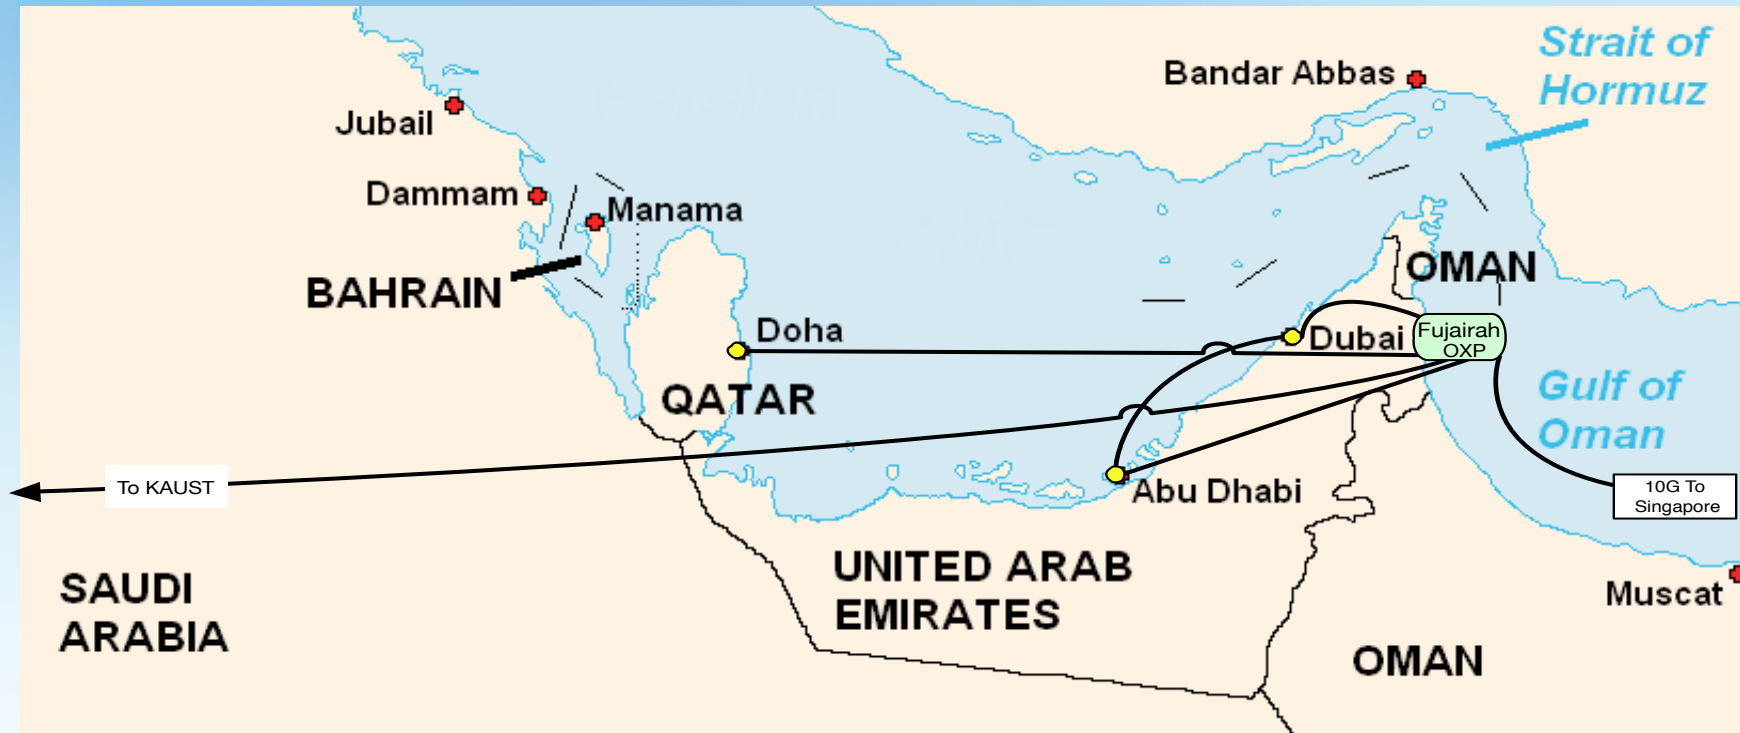 Strait of
Hormuz
Bandar Abbas
Jubail
Dammam
Manama
BAHRAIN
OMAN
Doha
Dubai
Fujairah
OXP
QATAR
Gulf of
Oman
To KAUST
Abu Dhabi
10G To
Singapore
UNITED ARAB
EMIRATES
SAUDI
ARABIA
Muscat
OMAN